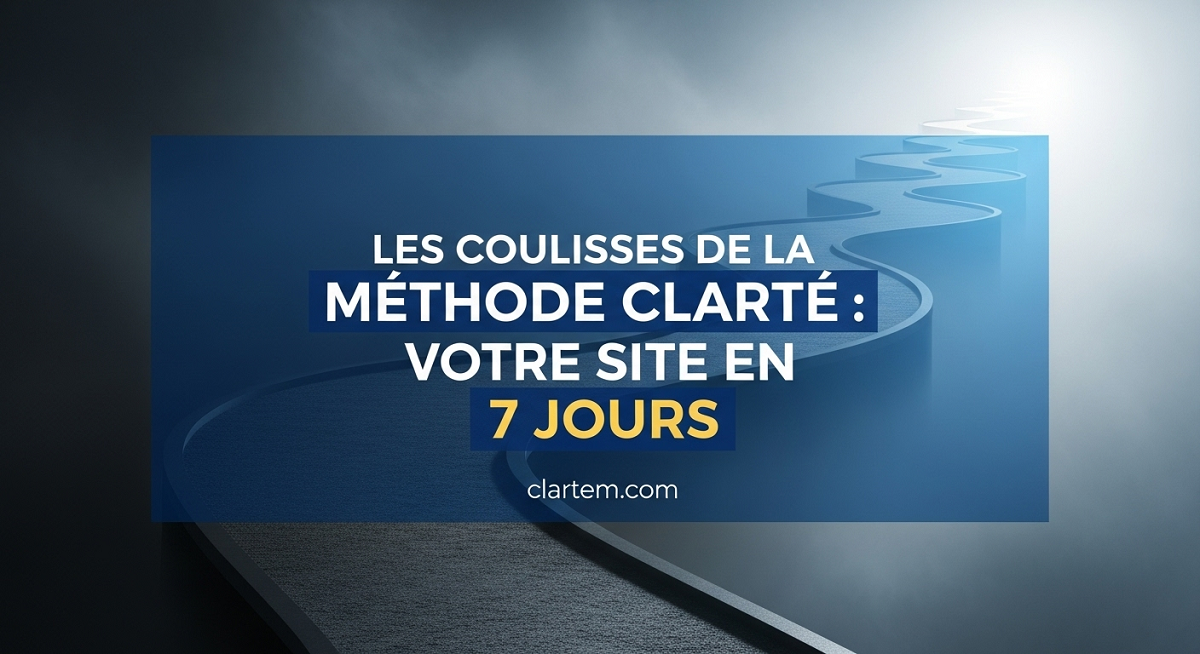 LES COULISSES DE LA
MÉTHODE CLARTÉ :
VOTRE SITE EN
7 JOURS
clartem.com